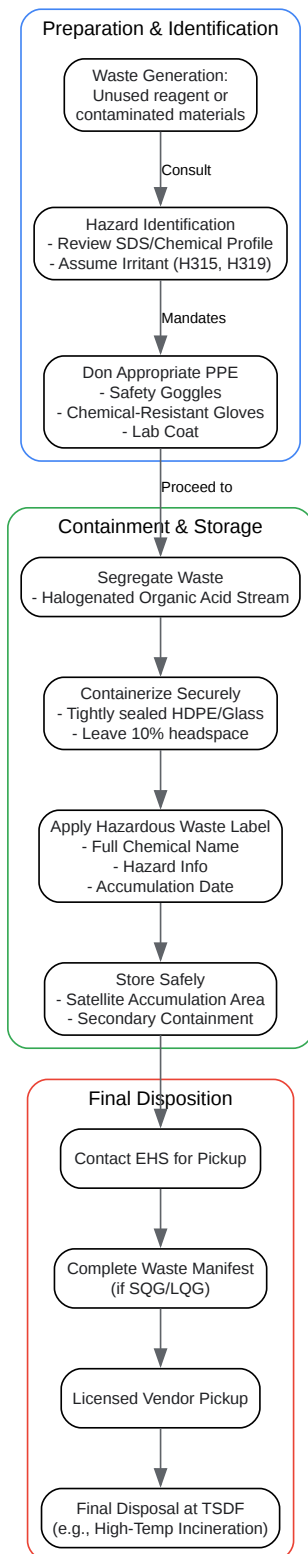 Preparation & Identification
Waste Generation:
Unused reagent or
contaminated materials
Consult
Hazard Identification
- Review SDS/Chemical Profile
- Assume Irritant (H315, H319)
Mandates
Don Appropriate PPE
- Safety Goggles
- Chemical-Resistant Gloves
- Lab Coat
Proceed to
Containment & Storage
Segregate Waste
- Halogenated Organic Acid Stream
Containerize Securely
- Tightly sealed HDPE/Glass
- Leave 10% headspace
Apply Hazardous Waste Label
- Full Chemical Name
- Hazard Info
- Accumulation Date
Store Safely
- Satellite Accumulation Area
- Secondary Containment
Final Disposition
Contact EHS for Pickup
Complete Waste Manifest
(if SQG/LQG)
Licensed Vendor Pickup
Final Disposal at TSDF
(e.g., High-Temp Incineration)